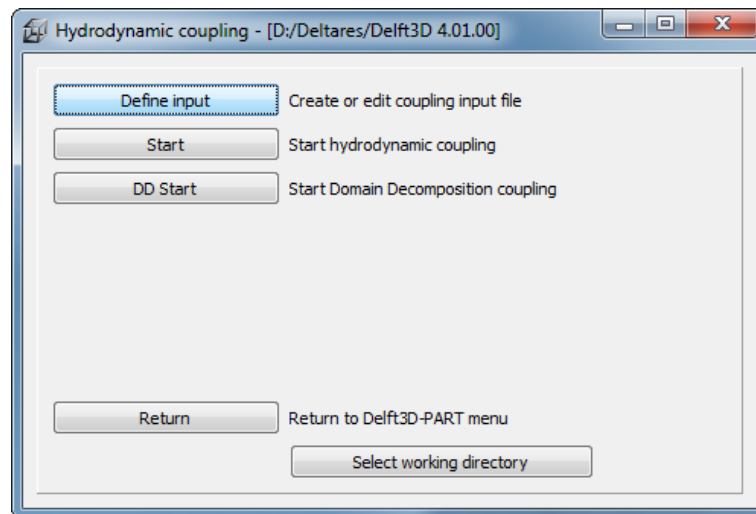 Hydrodynamic coupling - [D:/Deltares/Delft3D 4.01.00]
Define input Create or edit coupling input file
Start Start hydrodynamic coupling
DD Start Start Domain Decomposition coupling
Return Return to Delft3D-PART menu
Select working directory